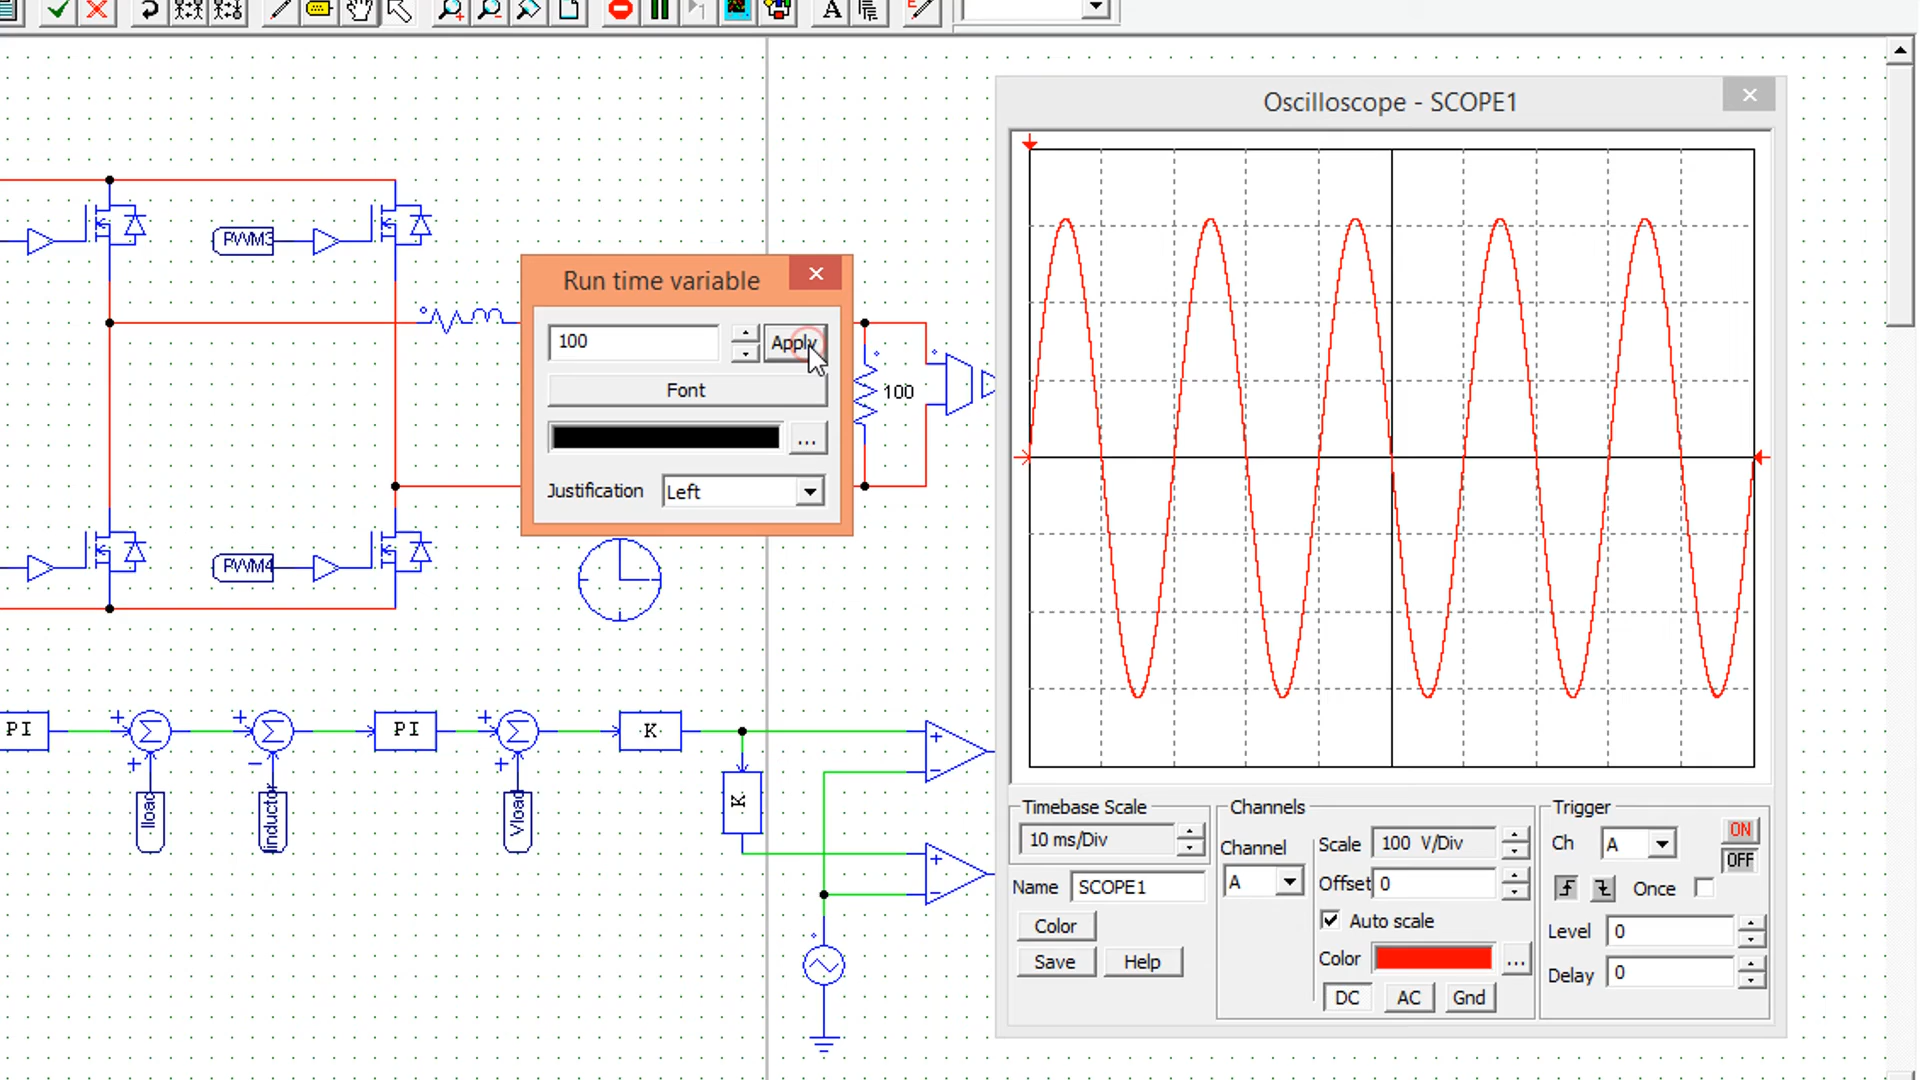 A
E
Oscilloscope - SCOPE1
PWM3
Run time variable
100
Apply
Font
...
Justification
Left
100
PWM4
PI
+
Σ
+
+
Σ
−
PI
+
Σ
+
K
K
Iload
Iinductor
Vload
+
−
+
−
Timebase Scale
10 ms/Div
Name
SCOPE1
Color
Save
Help
Channels
Channel
A
Scale
100 V/Div
Offset
0
Auto scale
Color
...
DC
AC
Gnd
Trigger
Ch
A
ON
OFF
Once
Level
0
Delay
0